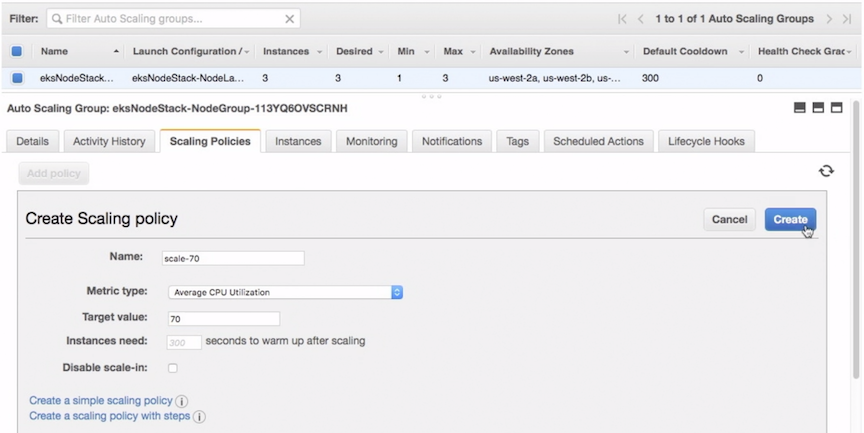 Filter: Filter Auto Scaling groups... 1 to 1 of 1 Auto Scaling Groups
Name Launch Configuration / Instances Desired Min Max Availability Zones Default Cooldown Health Check Grac
eksNodeStack... eksNodeStack-NodeLa... 3 3 1 3 us-west-2a, us-west-2b, us-... 300 0
Auto Scaling Group: eksNodeStack-NodeGroup-113YQ6OVSCRNH
Details Activity History Scaling Policies Instances Monitoring Notifications Tags Scheduled Actions Lifecycle Hooks
Add policy
Create Scaling policy Cancel Create
Name: scale-70
Metric type: Average CPU Utilization
Target value: 70
Instances need: 300 seconds to warm up after scaling
Disable scale-in:
Create a simple scaling policy i
Create a scaling policy with steps i